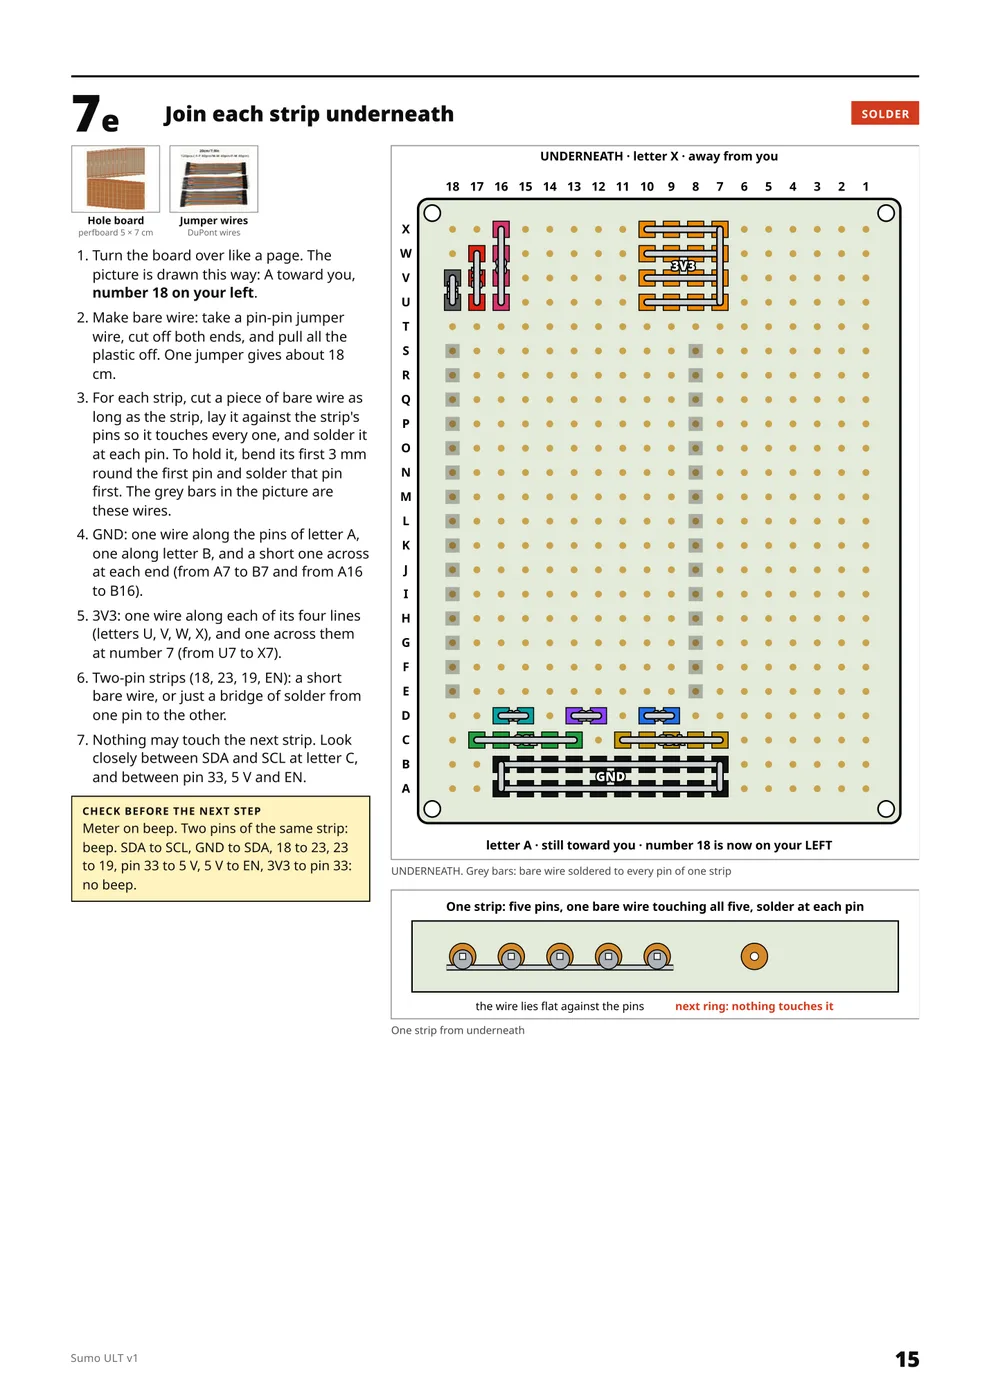 7e
Join each strip underneath
SOLDER
Hole board
perfboard 5 × 7 cm
Jumper wires
DuPont wires
1. Turn the board over like a page. The
picture is drawn this way: A toward you,
number 18 on your left.
2. Make bare wire: take a pin-pin jumper
wire, cut off both ends, and pull all the
plastic off. One jumper gives about 18
cm.
3. For each strip, cut a piece of bare wire as
long as the strip, lay it against the strip's
pins so it touches every one, and solder it
at each pin. To hold it, bend its first 3 mm
round the first pin and solder that pin
first. The grey bars in the picture are
these wires.
4. GND: one wire along the pins of letter A,
one along letter B, and a short one across
at each end (from A7 to B7 and from A16
to B16).
5. 3V3: one wire along each of its four lines
(letters U, V, W, X), and one across them
at number 7 (from U7 to X7).
6. Two-pin strips (18, 23, 19, EN): a short
bare wire, or just a bridge of solder from
one pin to the other.
7. Nothing may touch the next strip. Look
closely between SDA and SCL at letter C,
and between pin 33, 5 V and EN.
CHECK BEFORE THE NEXT STEP
Meter on beep. Two pins of the same strip:
beep. SDA to SCL, GND to SDA, 18 to 23, 23
to 19, pin 33 to 5 V, 5 V to EN, 3V3 to pin 33:
no beep.
UNDERNEATH · letter X · away from you
18 17 16 15 14 13 12 11 10 9 8 7 6 5 4 3 2 1
X
W
3V3
V
U
T
S
R
Q
P
O
N
M
L
K
J
I
H
G
F
E
D
C
B
GND
A
letter A · still toward you · number 18 is now on your LEFT
UNDERNEATH. Grey bars: bare wire soldered to every pin of one strip
One strip: five pins, one bare wire touching all five, solder at each pin
the wire lies flat against the pins
next ring: nothing touches it
One strip from underneath
Sumo ULT v1
15